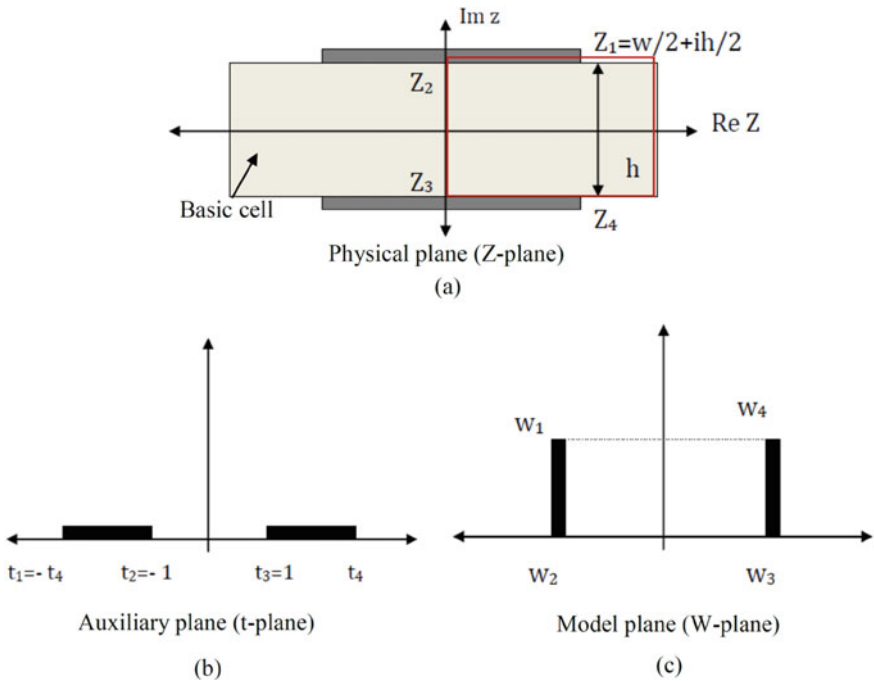 Im z
Z₁=w/2+ih/2
Z₂
Re Z
Z₃
h
Basic cell
Z₄
Physical plane (Z-plane)
(a)
W₁
W₄
t₁=- t₄
t₂=- 1
t₃=1
t₄
W₂
W₃
Auxiliary plane (t-plane)
Model plane (W-plane)
(b)
(c)